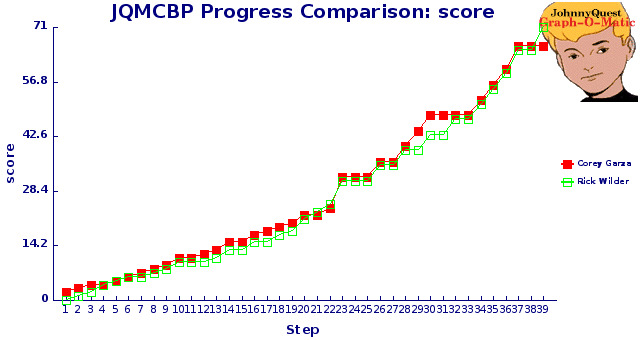 JQMCBP Progress Comparison: score
JohnnyQuest
Graph-O-Matic
71
56.8
42.6
28.4
14.2
0
score
Corey Garza
Rick Wilder
1 2 3 4 5 6 7 8 9 10 11 12 13 14 15 16 17 18 19 20 21 22 23 24 25 26 27 28 29 30 31 32 33 34 35 36 37 38 39
Step